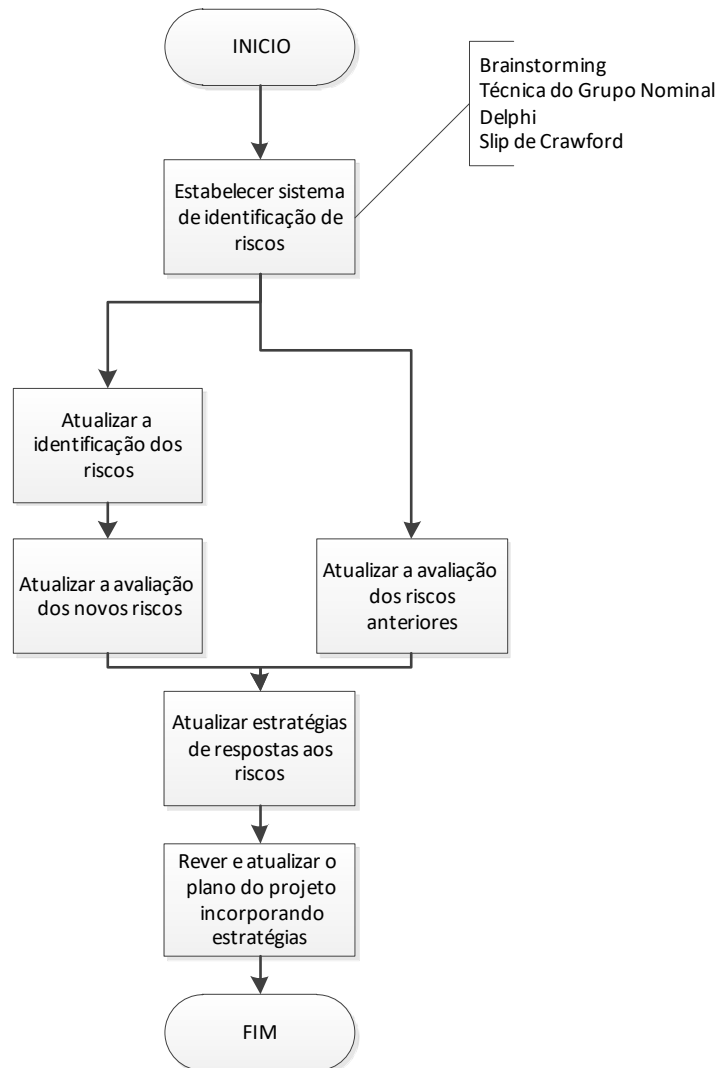 INICIO
Brainstorming
Técnica do Grupo Nominal
Delphi
Slip de Crawford
Estabelecer sistema
de identificação de
riscos
Atualizar a
identificação dos
riscos
Atualizar a avaliação
dos novos riscos
Atualizar a avaliação
dos riscos
anteriores
Atualizar estratégias
de respostas aos
riscos
Rever e atualizar o
plano do projeto
incorporando
estratégias
FIM